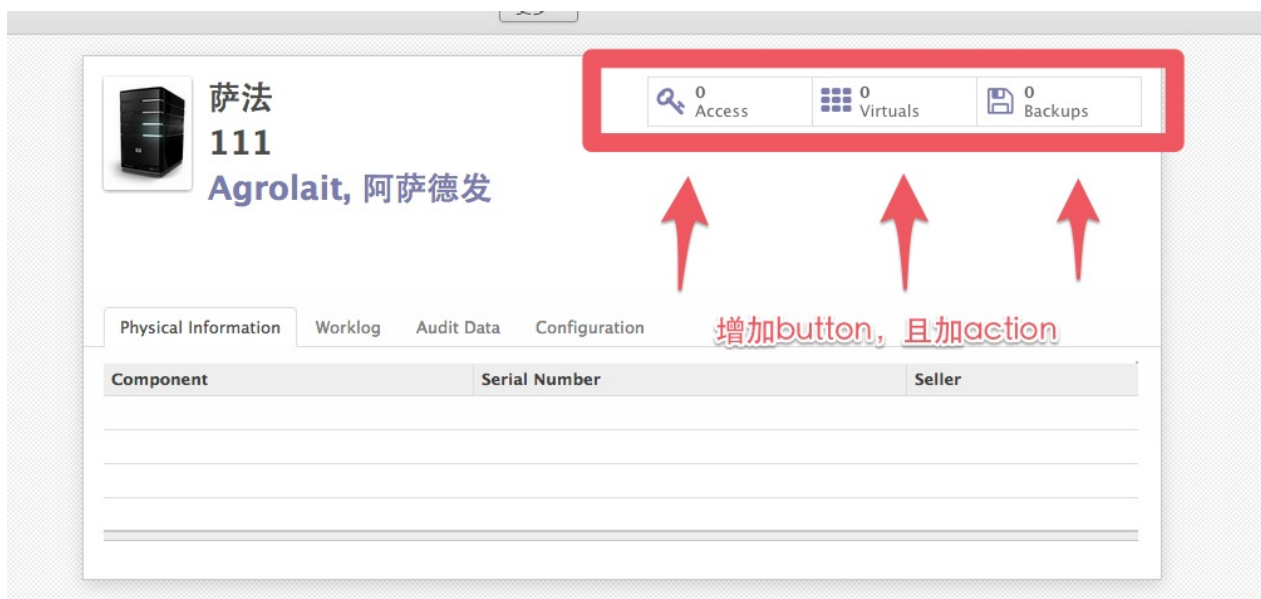 萨法
111
Agrolait, 阿萨德发
0
Access
0
Virtuals
0
Backups
增加button，且加action
Physical Information Worklog Audit Data Configuration
Component Serial Number Seller